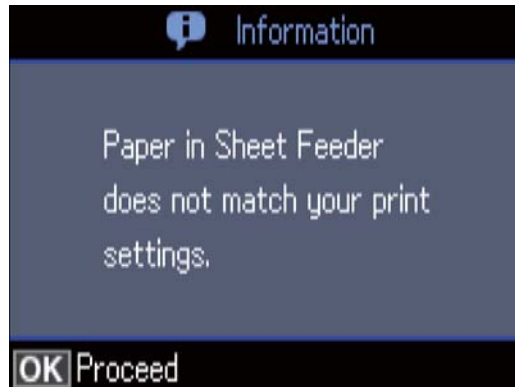 Information
Paper in Sheet Feeder
does not match your print
settings.
OK Proceed